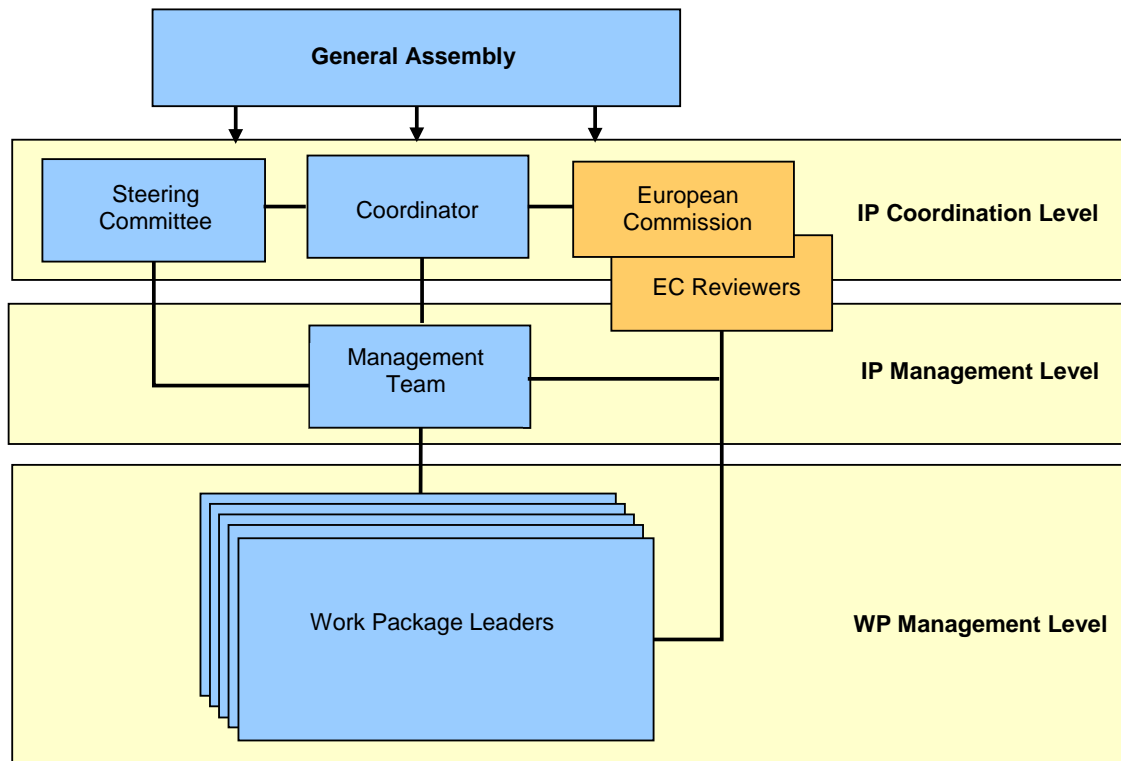 General Assembly
Steering
Committee
Coordinator
European
Commission
IP Coordination Level
EC Reviewers
Management
Team
IP Management Level
Work Package Leaders
WP Management Level